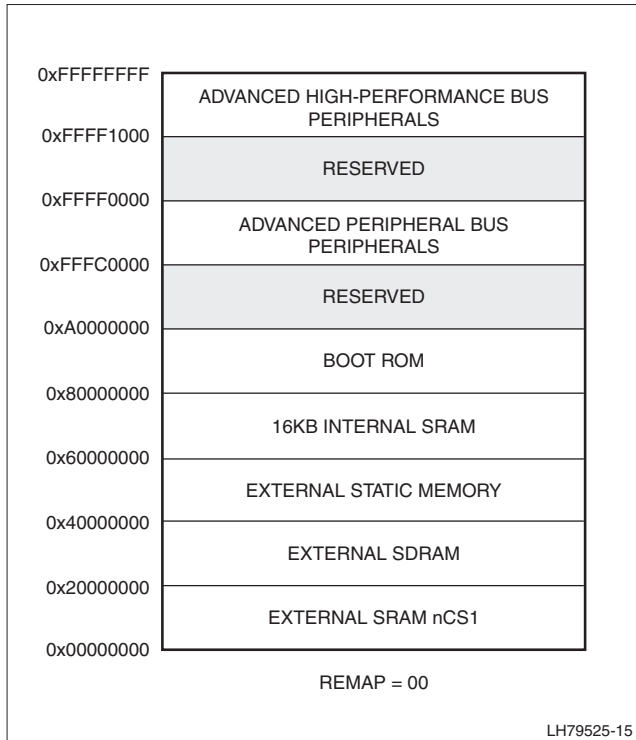 0xFFFFFFFF
ADVANCED HIGH-PERFORMANCE BUS
PERIPHERALS
0xFFFF1000
RESERVED
0xFFFF0000
ADVANCED PERIPHERAL BUS
PERIPHERALS
0xFFFC0000
RESERVED
0xA0000000
BOOT ROM
0x80000000
16KB INTERNAL SRAM
0x60000000
EXTERNAL STATIC MEMORY
0x40000000
EXTERNAL SDRAM
0x20000000
EXTERNAL SRAM nCS1
0x00000000
REMAP = 00
LH79525-15